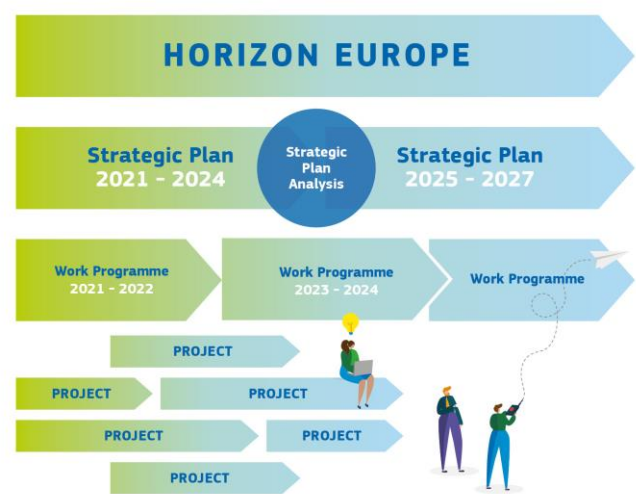 HORIZON EUROPE
Strategic Plan
2021 - 2024
Strategic
Plan
Analysis
Strategic Plan
2025 - 2027
Work Programme
2021 - 2022
Work Programme
2023 - 2024
Work Programme
PROJECT
PROJECT
PROJECT
PROJECT
PROJECT
PROJECT